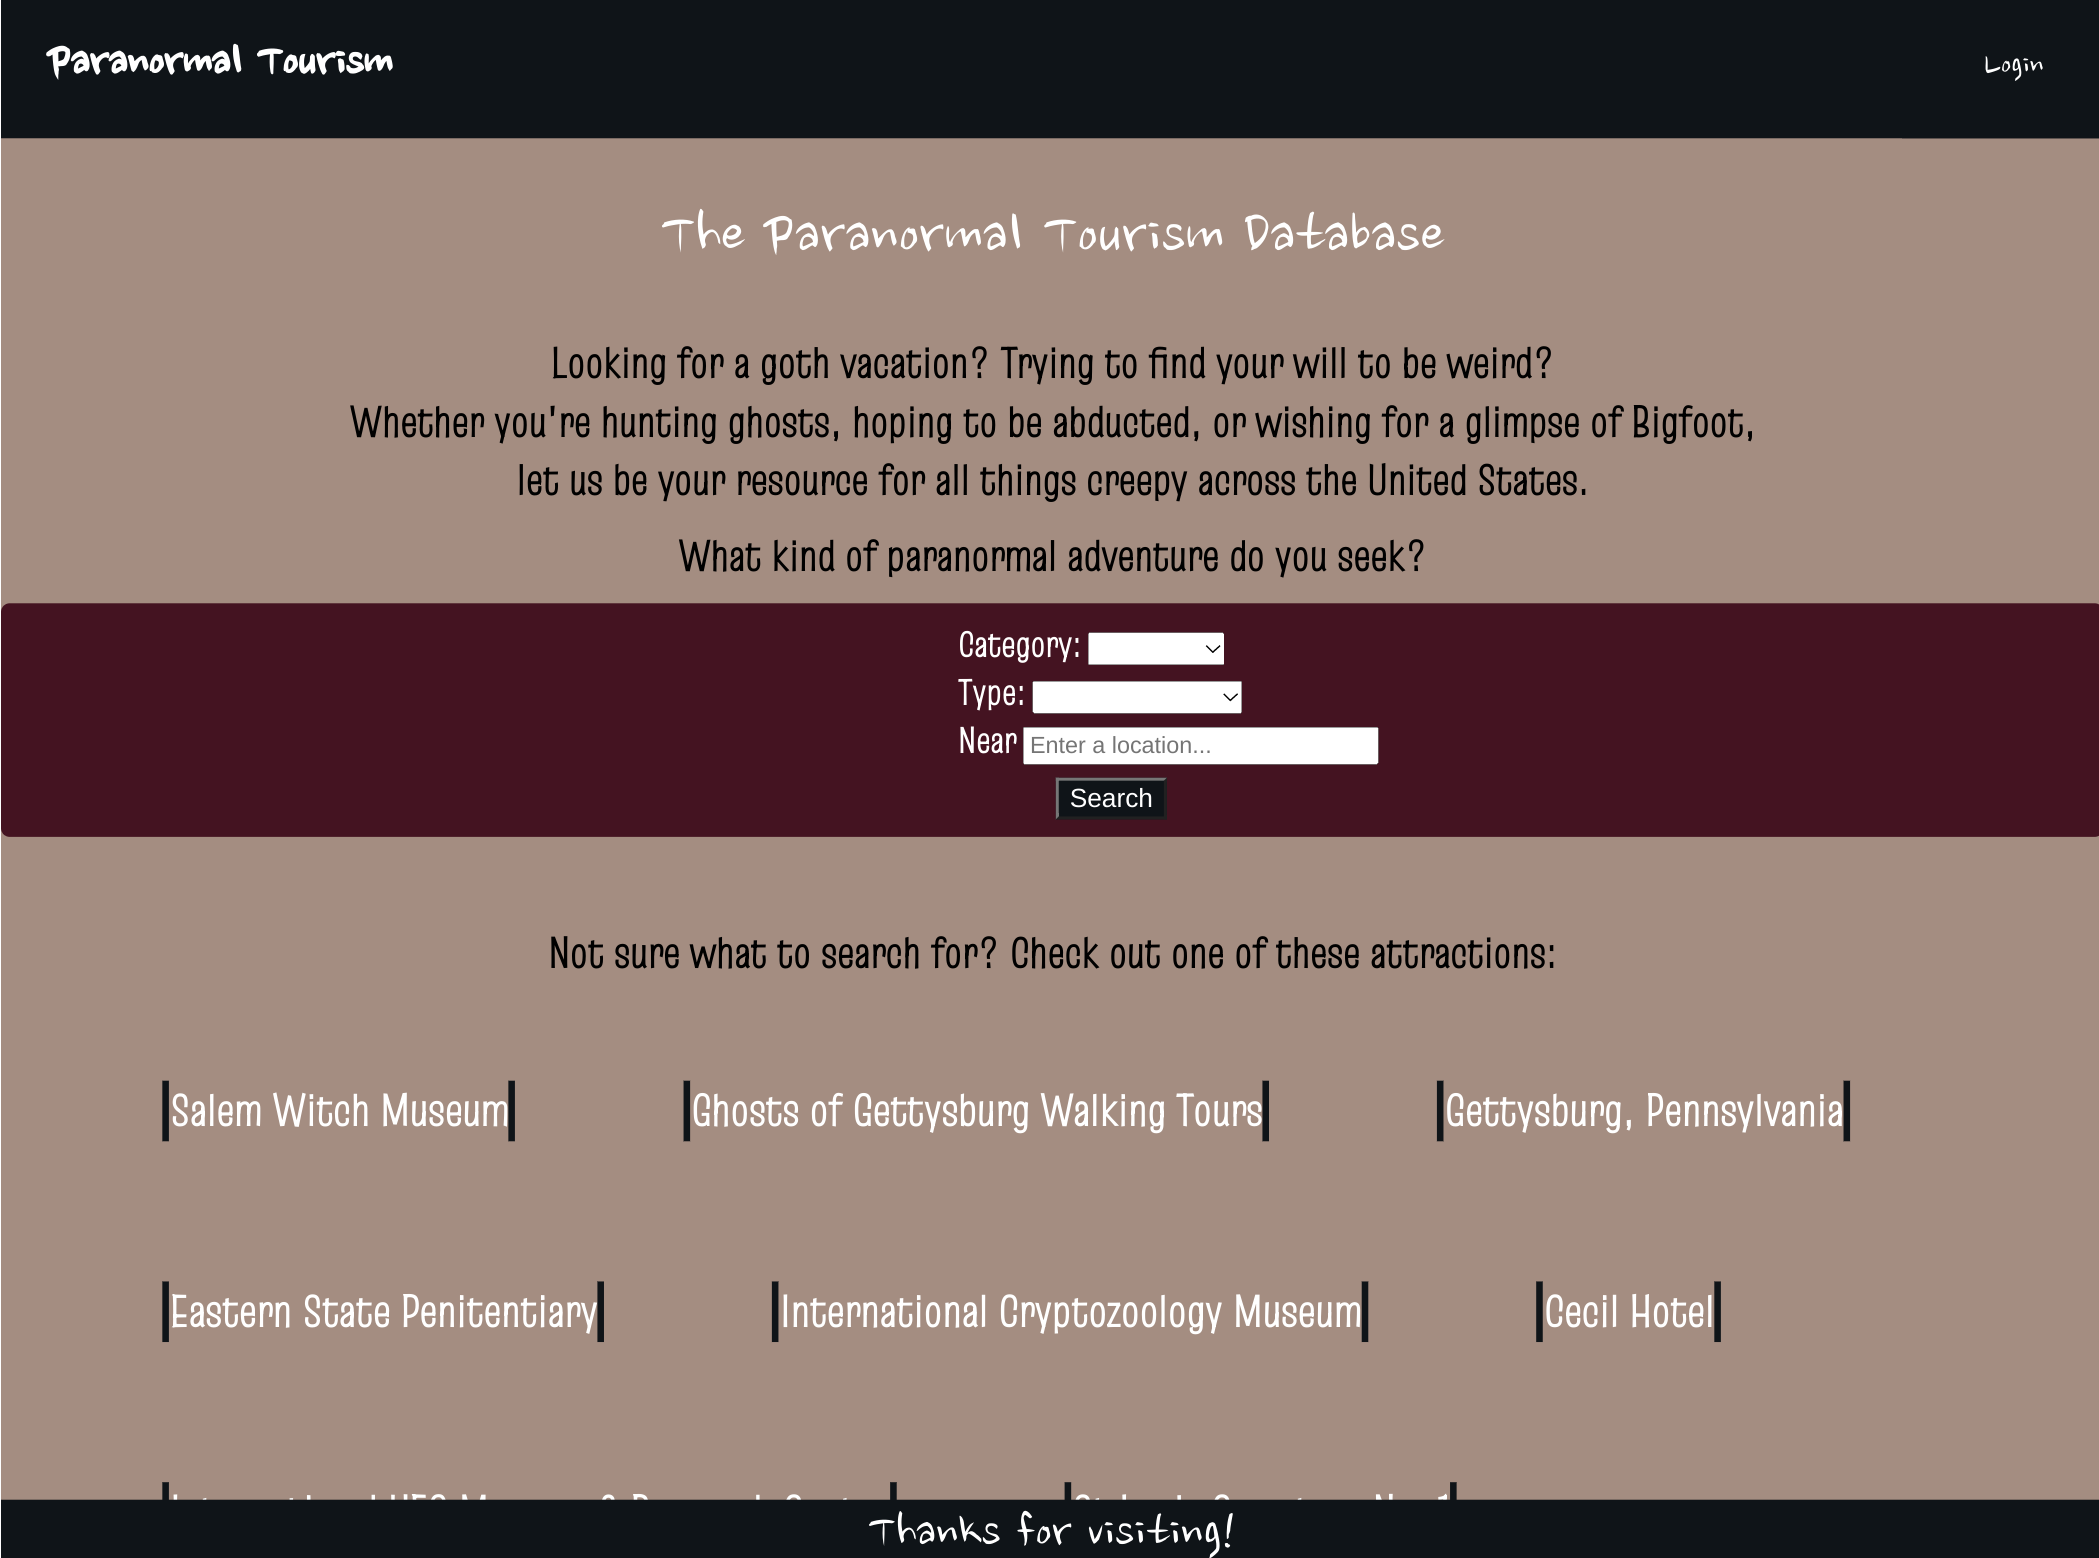 Paranormal Tourism
Login
The Paranormal Tourism Database
Looking for a goth vacation? Trying to find your will to be weird?
Whether you're hunting ghosts, hoping to be abducted, or wishing for a glimpse of Bigfoot,
let us be your resource for all things creepy across the United States.
What kind of paranormal adventure do you seek?
Category:
Type:
Near Enter a location...
Search
Not sure what to search for? Check out one of these attractions:
Salem Witch Museum
Ghosts of Gettysburg Walking Tours
Gettysburg, Pennsylvania
Eastern State Penitentiary
International Cryptozoology Museum
Cecil Hotel
Thanks for visiting!